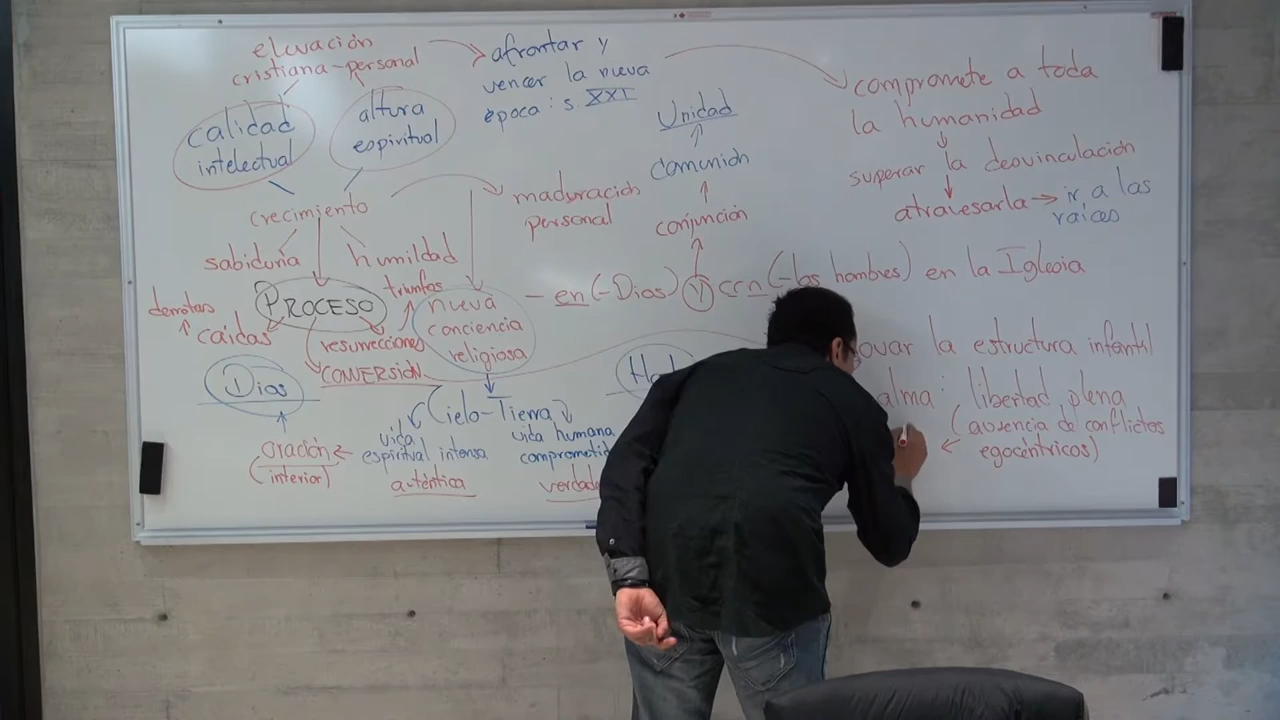 elevación
cristiana-personal
calidad
intelectual
altura
espiritual
afrontar y
vencer la nueva
época: s XXI
compromete a toda
la humanidad
superar la desvinculación
atravesarla → ir a las
raíces
Unidad
comunión
conjunción
- en (-Dios) y con (-los hombres) en la Iglesia
crecimiento
maduración
personal
sabiduría
humildad
PROCESO
triunfos
derrotas
caídas
resurrecciones
CONVERSIÓN
nueva
conciencia
religiosa
Dios
Cielo-Tierra
oración
(interior)
vida
espiritual intensa
auténtica
vida humana
la estructura infantil
alma: libertad plena
(ausencia de conflictos
egocéntricos)